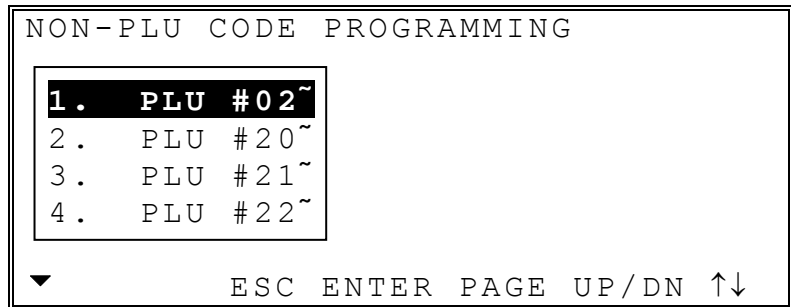 NON-PLU CODE PROGRAMMING
1. PLU #02~
2. PLU #20~
3. PLU #21~
4. PLU #22~
▼ ESC ENTER PAGE UP/DN ↑↓